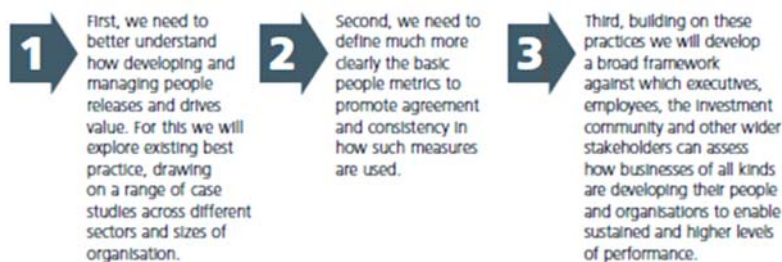 1
First, we need to
better understand
how developing and
managing people
releases and drives
value. For this we will
explore existing best
practice, drawing
on a range of case
studies across different
sectors and sizes of
organisation.
2
Second, we need to
define much more
clearly the basic
people metrics to
promote agreement
and consistency in
how such measures
are used.
3
Third, building on these
practices we will develop
a broad framework
against which executives,
employees, the investment
community and other wider
stakeholders can assess
how businesses of all kinds
are developing their people
and organisations to enable
sustained and higher levels
of performance.